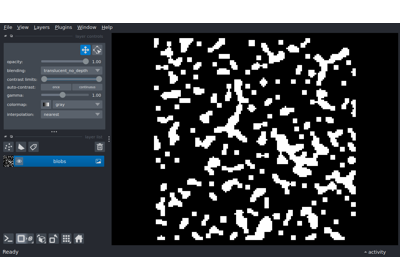 File View Layers Plugins Window Help
opacity: 1.00
blending: translucent_no_depth
contrast limits:
auto-contrast: once continuous
gamma: 1.00
colormap: gray
interpolation: nearest
blobs
Ready activity